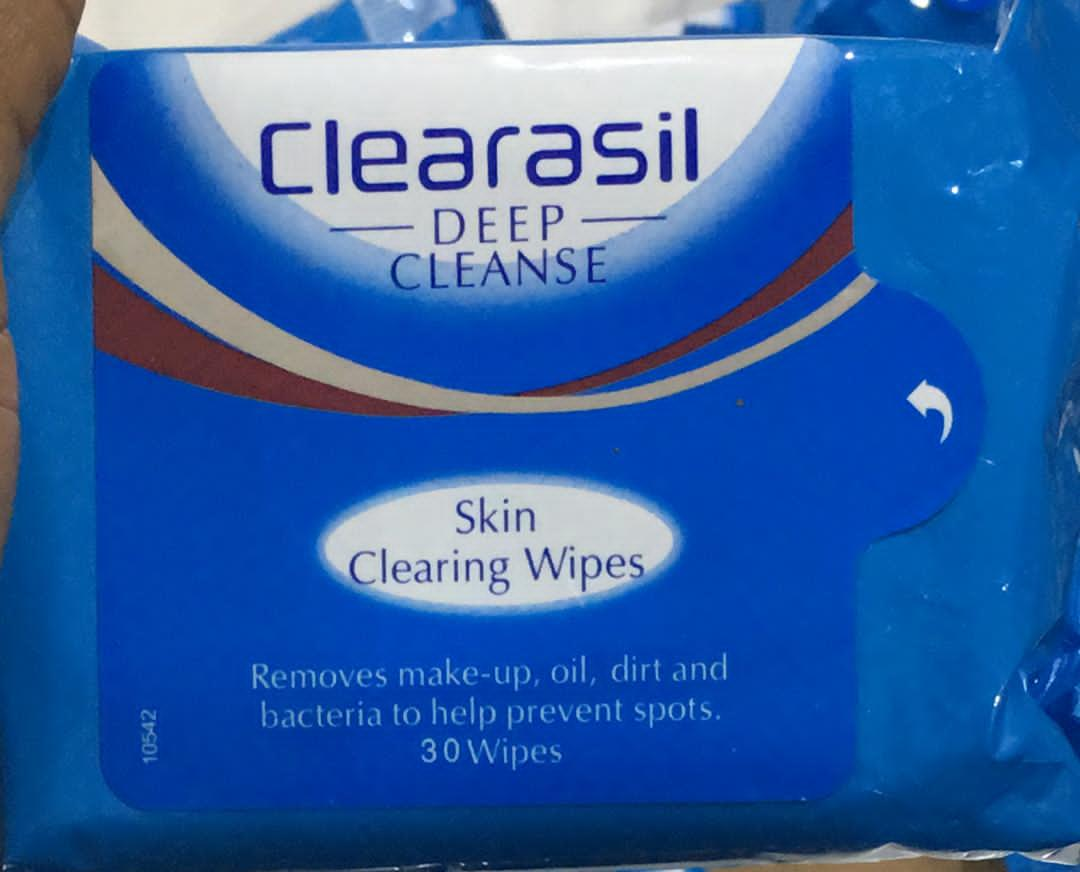 Clearasil
DEEP
CLEANSE
Skin
Clearing Wipes
Removes make-up, oil, dirt and
bacteria to help prevent spots.
30 Wipes
10542